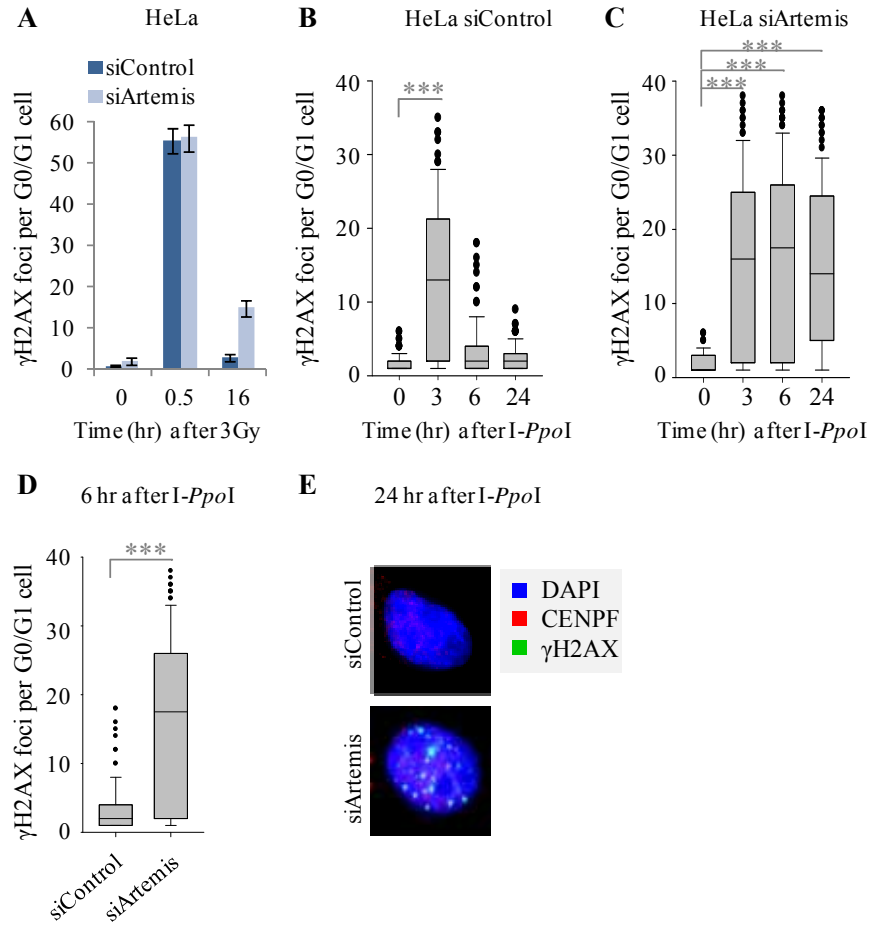 A
HeLa
siControl
siArtemis
γH2AX foci per G0/G1 cell
60
50
40
30
20
10
0
0 0.5 16
Time (hr) after 3Gy
B
HeLa siControl
***
γH2AX foci per G0/G1 cell
40
30
20
10
0
0 3 6 24
Time (hr) after I-PpoI
C
HeLa siArtemis
***
***
***
γH2AX foci per G0/G1 cell
40
30
20
10
0
0 3 6 24
Time (hr) after I-PpoI
D
6 hr after I-PpoI
***
γH2AX foci per G0/G1 cell
40
30
20
10
0
siControl
siArtemis
E
24 hr after I-PpoI
siControl
siArtemis
DAPI
CENPF
γH2AX